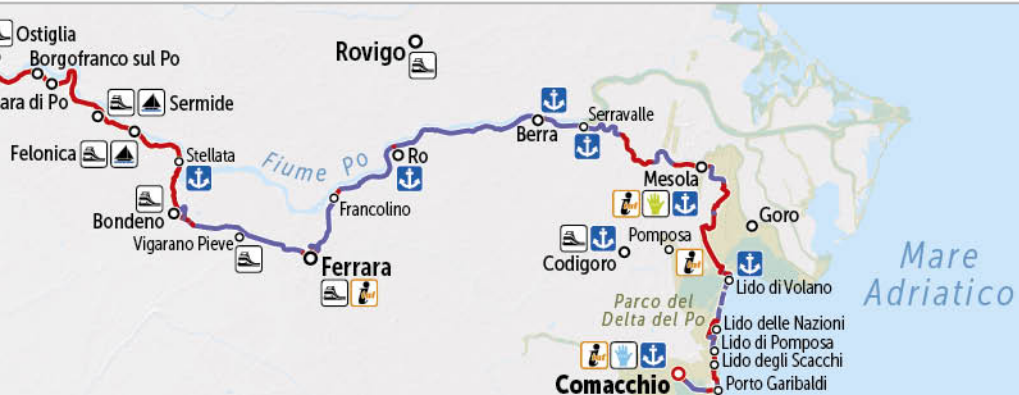 Ostiglia
Borgofranco sul Po
ara di Po
Sermide
Felonica
Stellata
Bondeno
Vigarano Pieve
Ferrara
Rovigo
Fiume Po
Francolino
Ro
Berra
Serravalle
Mesola
Goro
Pomposa
Codigoro
Lido di Volano
Parco del
Delta del Po
Mare
Adriatico
Lido delle Nazioni
Lido di Pomposa
Lido degli Scacchi
Comacchio
Porto Garibaldi